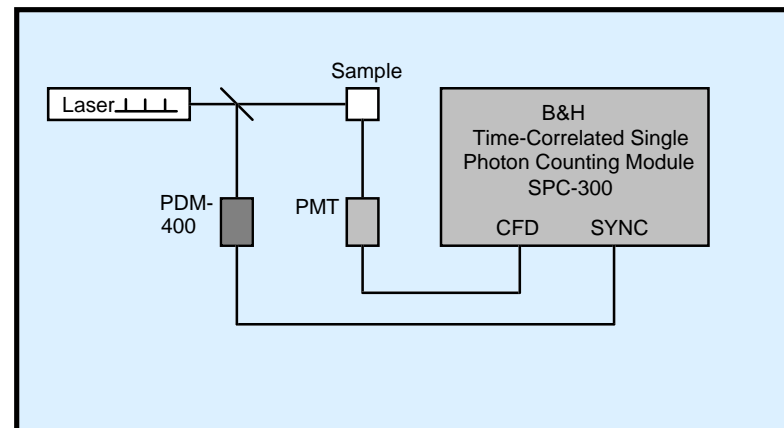 Sample
Laser
B&H
Time-Correlated Single
Photon Counting Module
SPC-300
PDM-
400
PMT
CFD SYNC